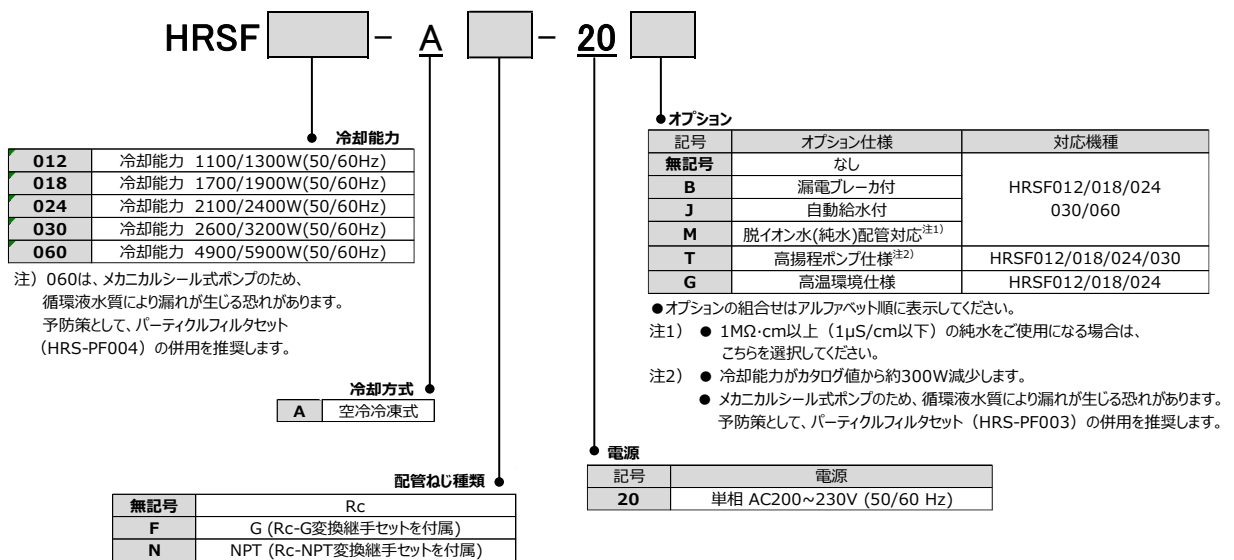 HRSF - A - 20
冷却能力
012 冷却能力 1100/1300W(50/60Hz)
018 冷却能力 1700/1900W(50/60Hz)
024 冷却能力 2100/2400W(50/60Hz)
030 冷却能力 2600/3200W(50/60Hz)
060 冷却能力 4900/5900W(50/60Hz)
注）060は、メカニカルシール式ポンプのため、
循環液水質により漏れが生じる恐れがあります。
予防策として、パーティクルフィルタセット
（HRS-PF004）の併用を推奨します。
冷却方式
A 空冷冷凍式
配管ねじ種類
無記号 Rc
F G (Rc-G変換継手セットを付属)
N NPT (Rc-NPT変換継手セットを付属)
●オプション
記号 オプション仕様 対応機種
無記号 なし
B 漏電ブレーカ付 HRSF012/018/024
J 自動給水付 030/060
M 脱イオン水(純水)配管対応注1)
T 高揚程ポンプ仕様注2) HRSF012/018/024/030
G 高温環境仕様 HRSF012/018/024
●オプションの組合せはアルファベット順に表示してください。
注1） ● 1MΩ·cm以上（1μS/cm以下）の純水をご使用になる場合は、
こちらを選択してください。
注2） ● 冷却能力がカタログ値から約300W減少します。
● メカニカルシール式ポンプのため、循環液水質により漏れが生じる恐れがあります。
予防策として、パーティクルフィルタセット（HRS-PF003）の併用を推奨します。
電源
記号 電源
20 単相 AC200~230V (50/60 Hz)